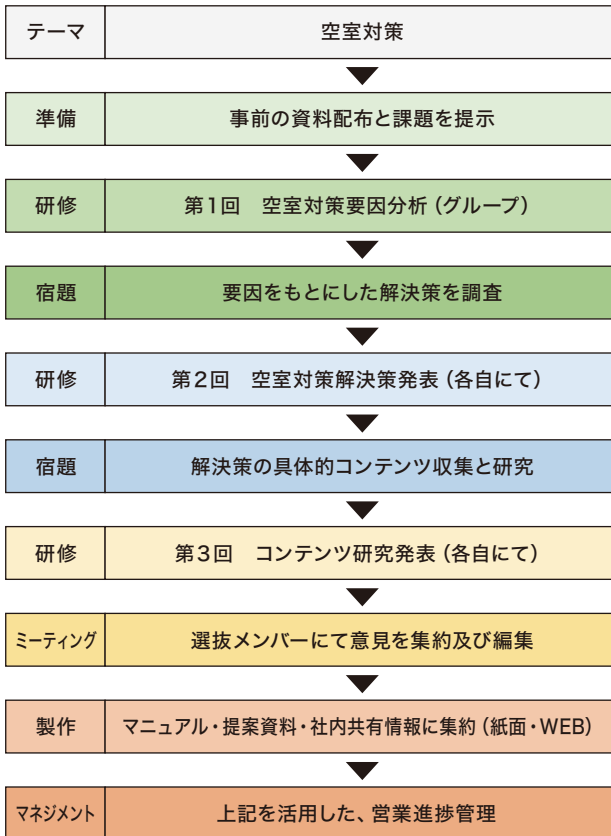 テーマ 空室対策
準備 事前の資料配布と課題を提示
研修 第1回　空室対策要因分析（グループ）
宿題 要因をもとにした解決策を調査
研修 第2回　空室対策解決策発表（各自にて）
宿題 解決策の具体的コンテンツ収集と研究
研修 第3回　コンテンツ研究発表（各自にて）
ミーティング 選抜メンバーにて意見を集約及び編集
製作 マニュアル・提案資料・社内共有情報に集約（紙面・WEB）
マネジメント 上記を活用した、営業進捗管理